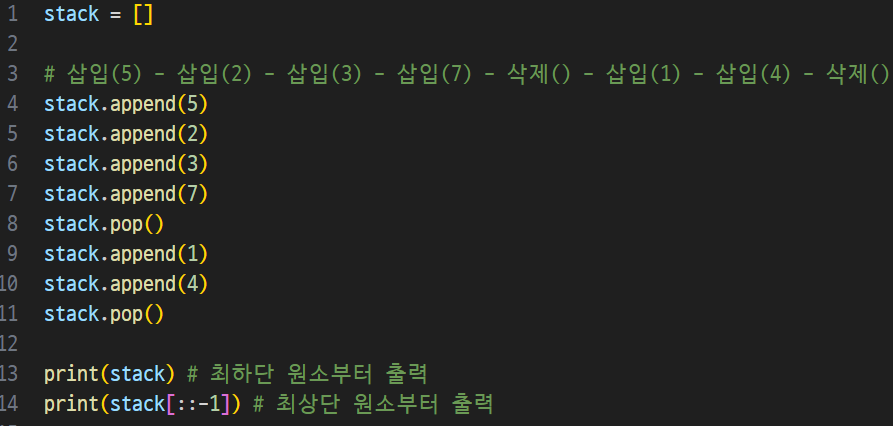 1 stack = []
2
3 # 삽입(5) - 삽입(2) - 삽입(3) - 삽입(7) - 삭제() - 삽입(1) - 삽입(4) - 삭제()
4 stack.append(5)
5 stack.append(2)
6 stack.append(3)
7 stack.append(7)
8 stack.pop()
9 stack.append(1)
10 stack.append(4)
11 stack.pop()
12
13 print(stack) # 최하단 원소부터 출력
14 print(stack[::-1]) # 최상단 원소부터 출력